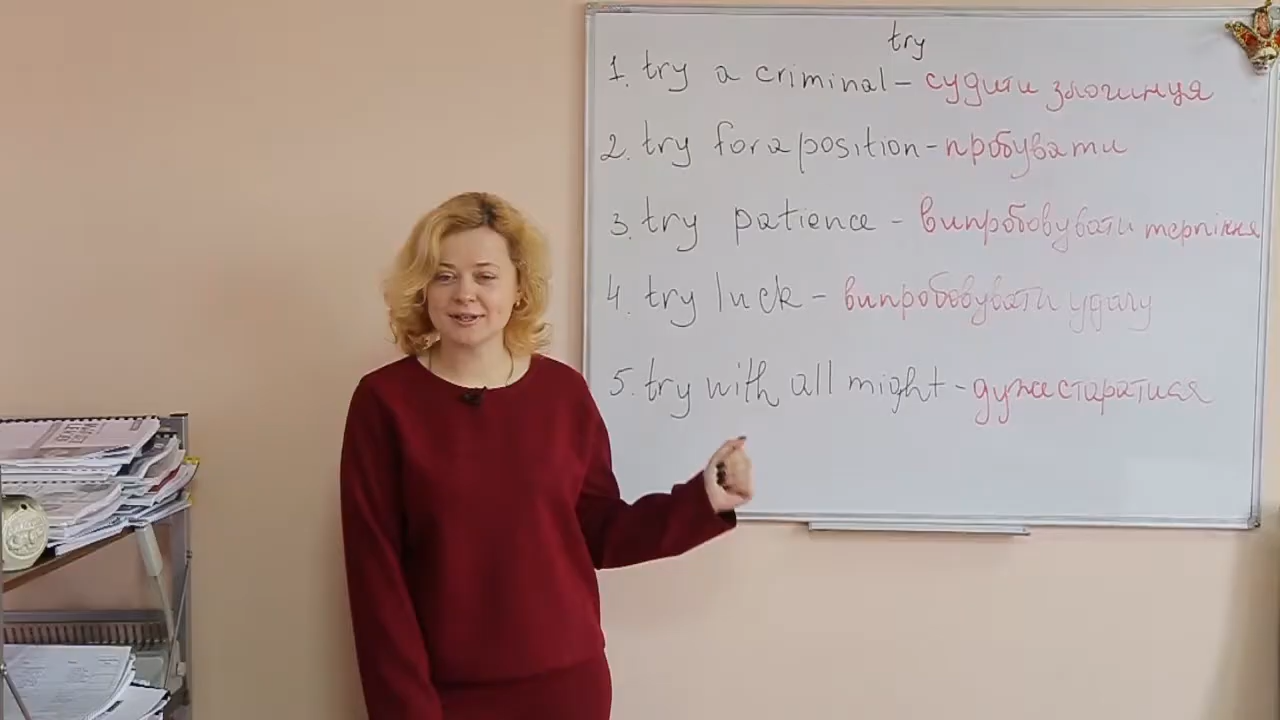 try
1. try a criminal - судити злочинця
2. try for a position - пробувати
3. try patience - випробовувати терпіння
4. try luck - випробовувати удачу
5. try with all might - дуже старатися